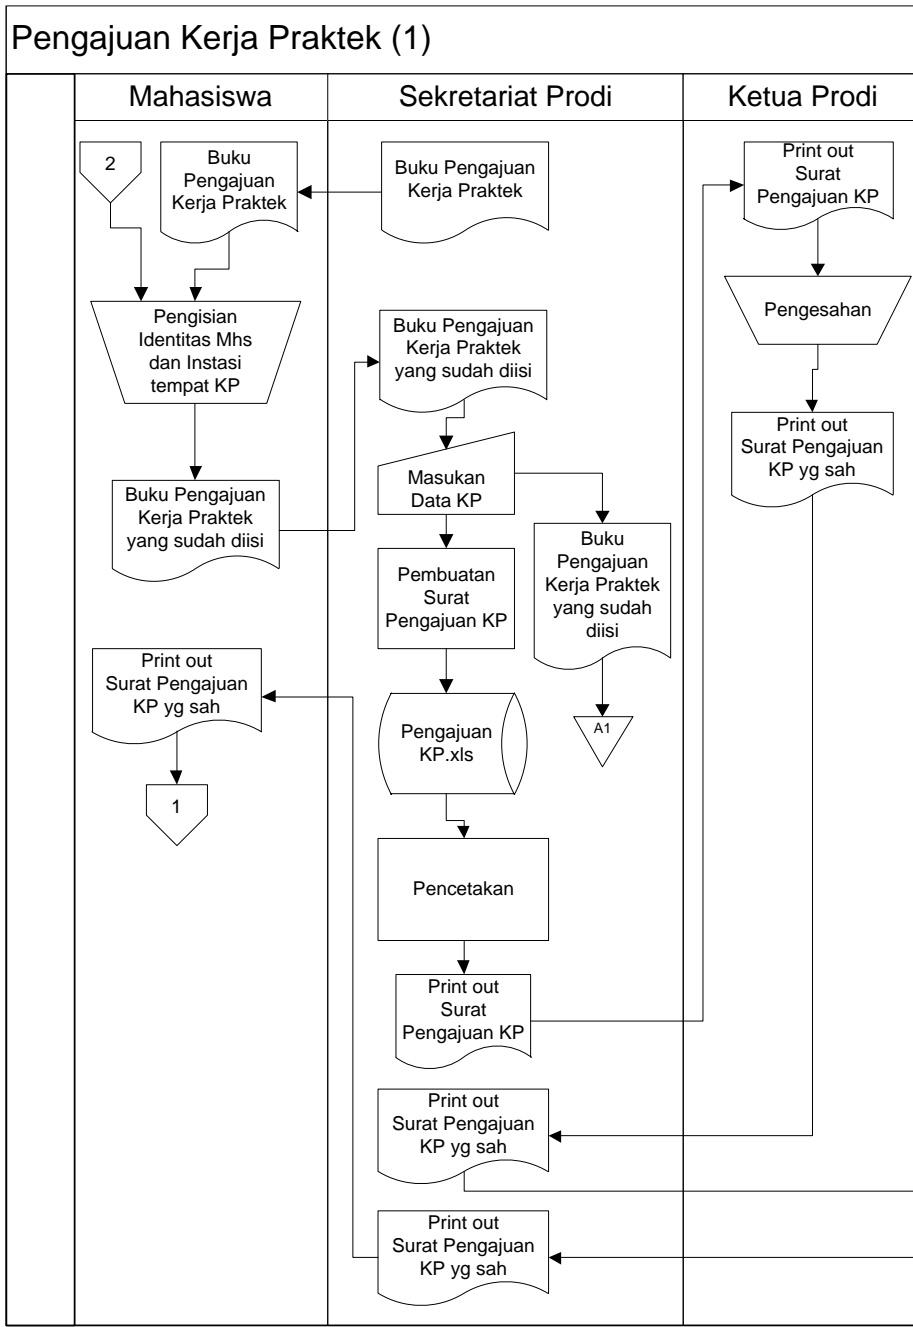 Pengajuan Kerja Praktek (1)
Mahasiswa
Sekretariat Prodi
Ketua Prodi
2
Buku
Pengajuan
Kerja Praktek
Pengisian
Identitas Mhs
dan Instasi
tempat KP
Buku Pengajuan
Kerja Praktek
yang sudah diisi
Print out
Surat Pengajuan
KP yg sah
1
Buku Pengajuan
Kerja Praktek
Buku Pengajuan
Kerja Praktek
yang sudah diisi
Masukan
Data KP
Buku
Pengajuan
Kerja Praktek
yang sudah
diisi
A1
Pembuatan
Surat
Pengajuan KP
Pengajuan
KP.xls
Pencetakan
Print out
Surat
Pengajuan KP
Print out
Surat Pengajuan
KP yg sah
Print out
Surat Pengajuan
KP yg sah
Print out
Surat
Pengajuan KP
Pengesahan
Print out
Surat Pengajuan
KP yg sah